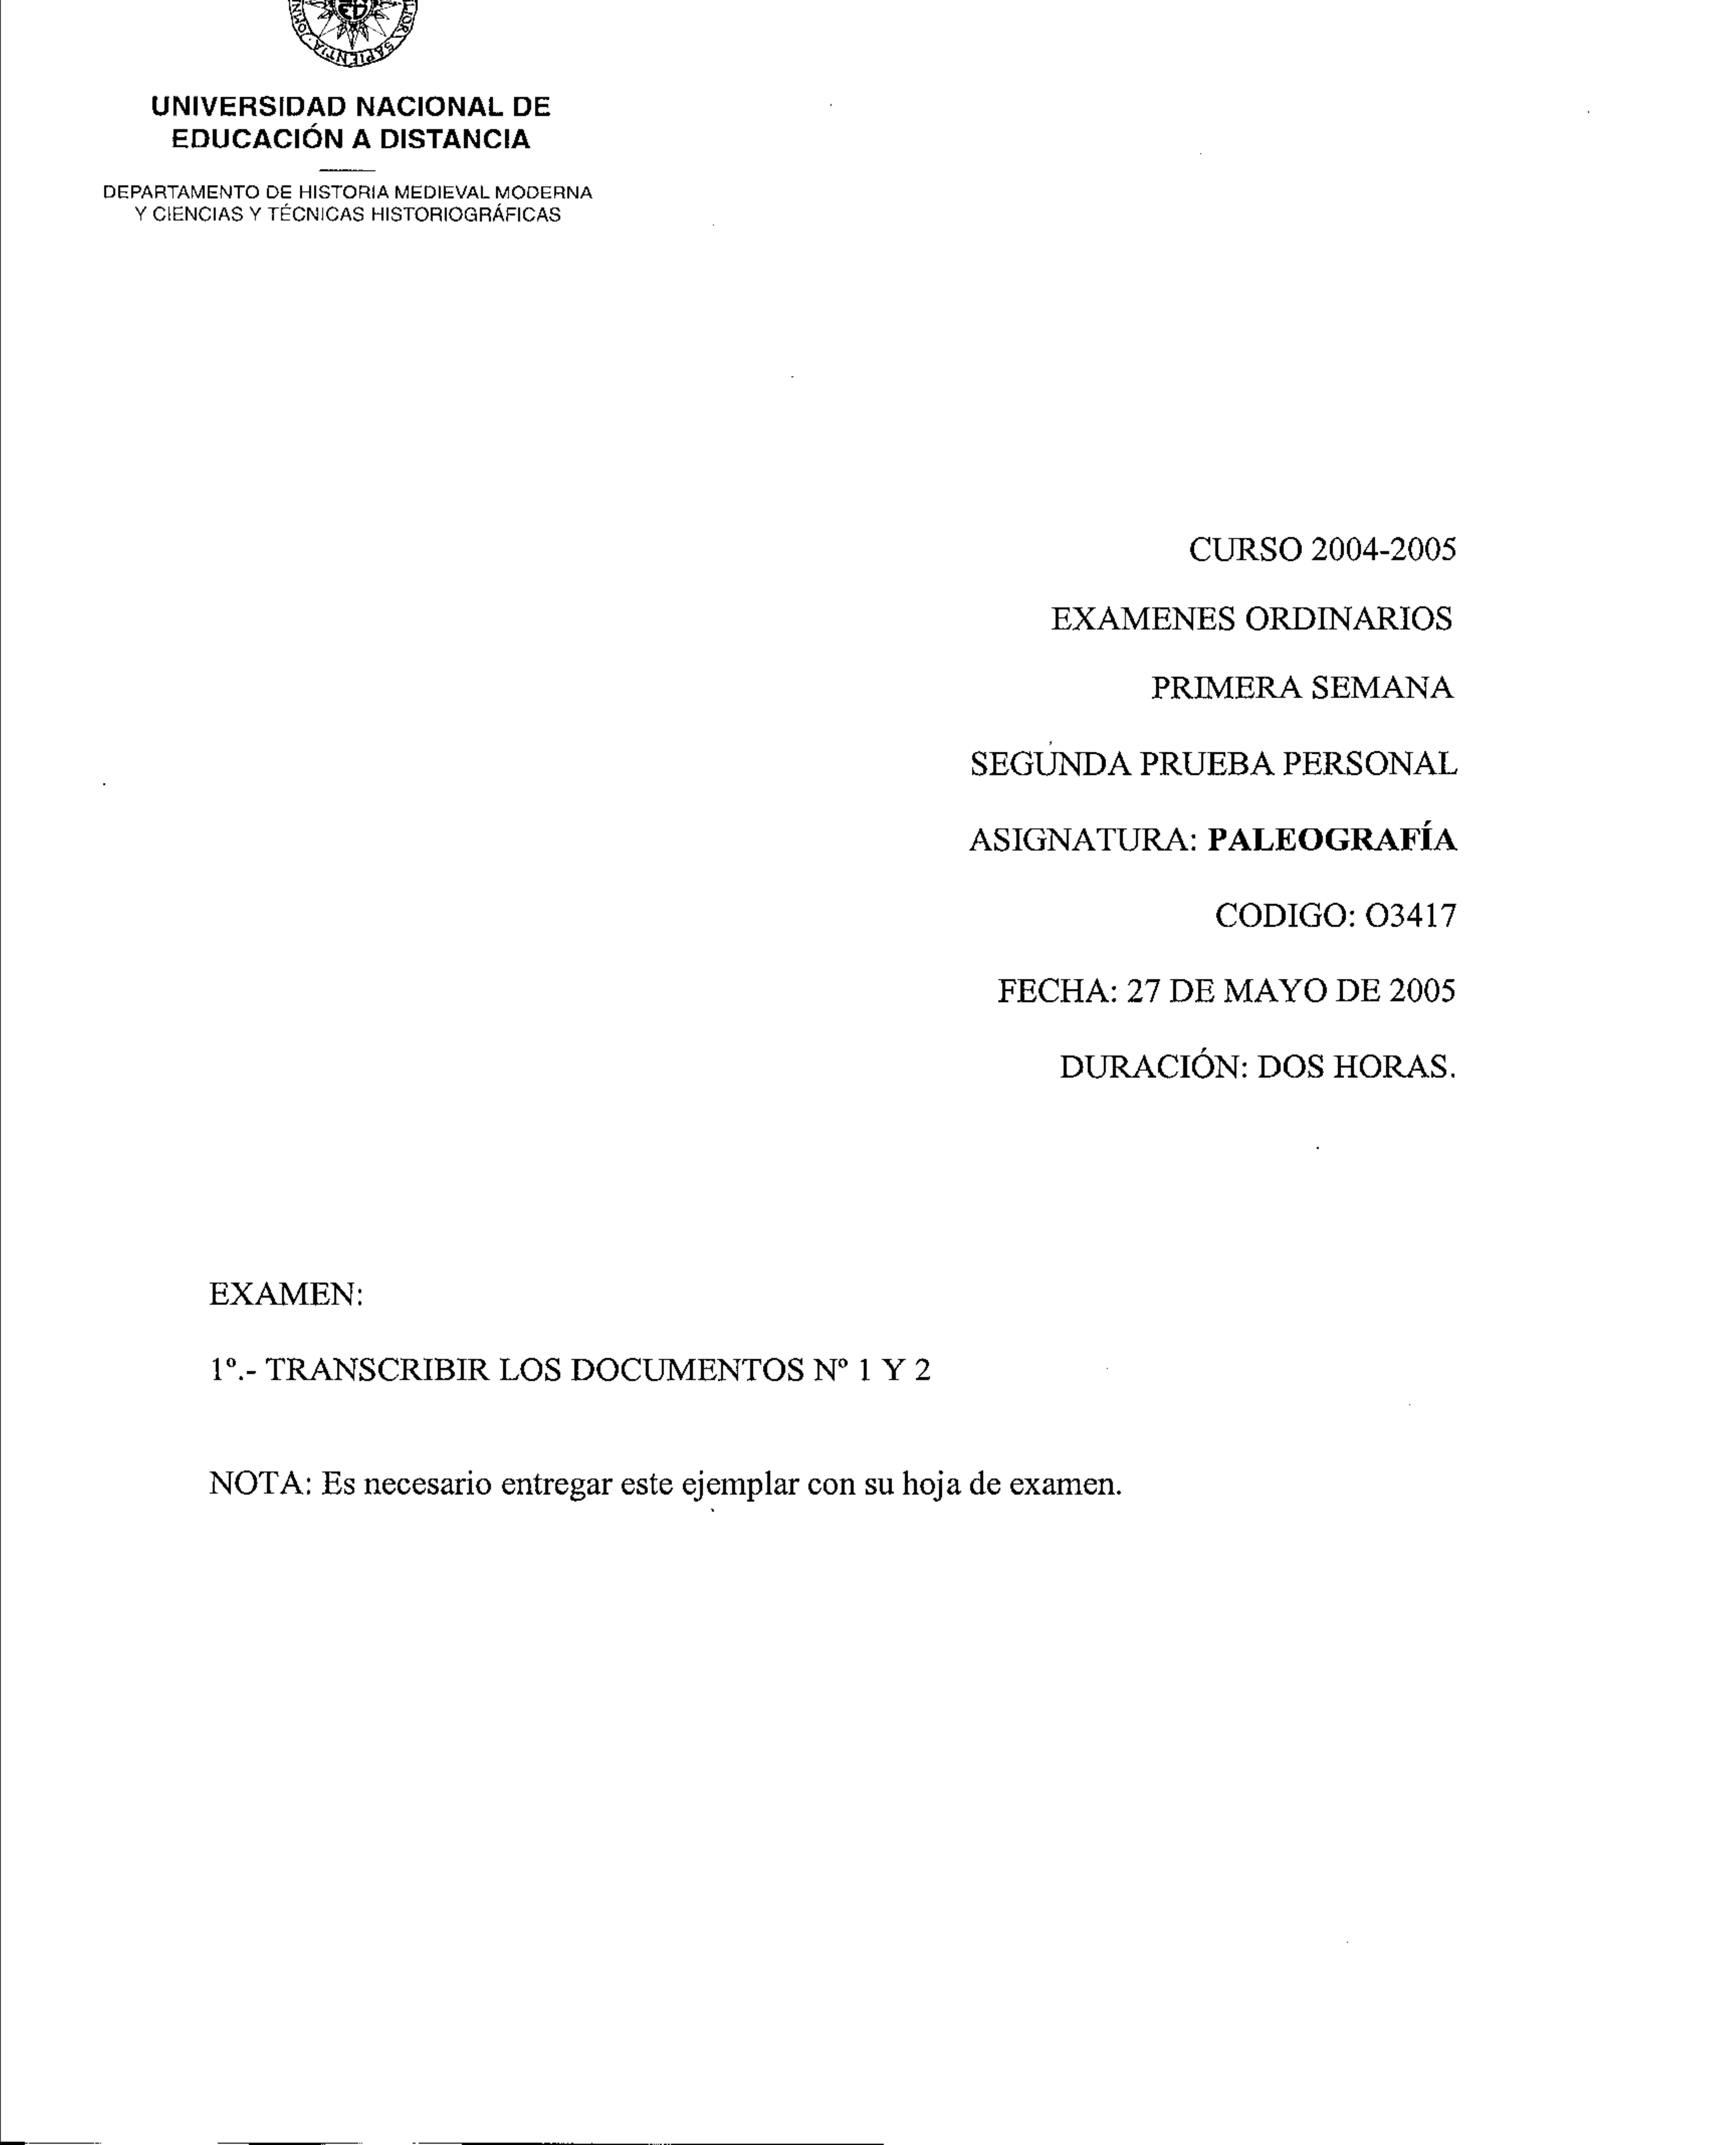 UNIVERSIDAD NACIONAL DE
EDUCACIÓN A DISTANCIA
DEPARTAMENTO DE HISTORIA MEDIEVAL MODERNA
Y CIENCIAS Y TÉCNICAS HISTORIOGRÁFICAS
CURSO 2004-2005
EXAMENES ORDINARIOS
PRIMERA SEMANA
SEGUNDA PRUEBA PERSONAL
ASIGNATURA: PALEOGRAFÍA
CODIGO: O3417
FECHA: 27 DE MAYO DE 2005
DURACIÓN: DOS HORAS.
EXAMEN:
1º.- TRANSCRIBIR LOS DOCUMENTOS Nº 1 Y 2
NOTA: Es necesario entregar este ejemplar con su hoja de examen.